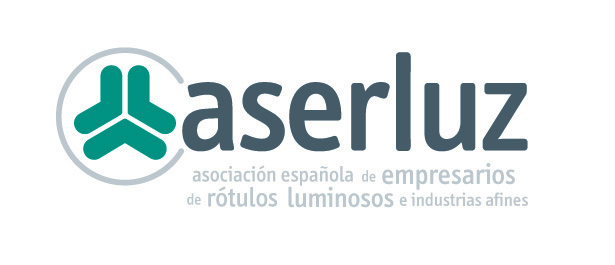 aserluz
asociación española de empresarios
de rótulos luminosos e industrias afines